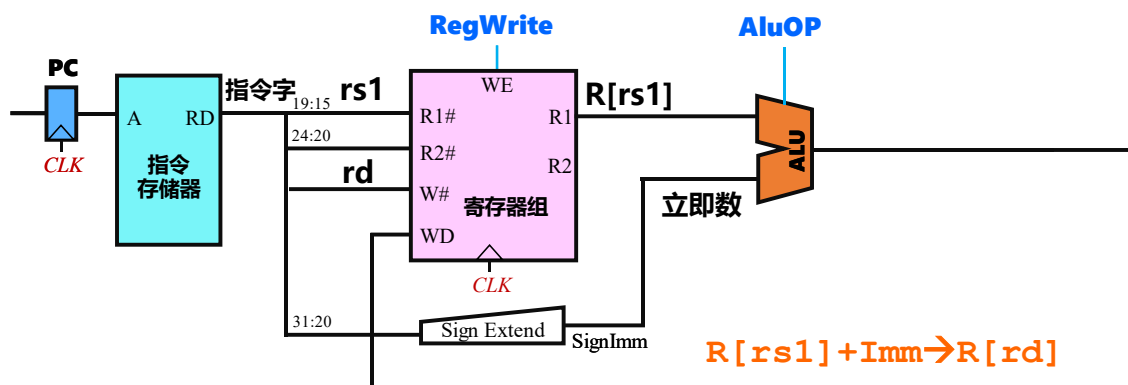 RegWrite
AluOP
PC
指令字
rs1
R[rs1]
WE
19:15
A
RD
R1#
R1
24:20
R2#
R2
ALU
CLK
指令
存储器
rd
W#
寄存器组
立即数
WD
CLK
31:20
Sign Extend
SignImm
R[rs1]+Imm→R[rd]